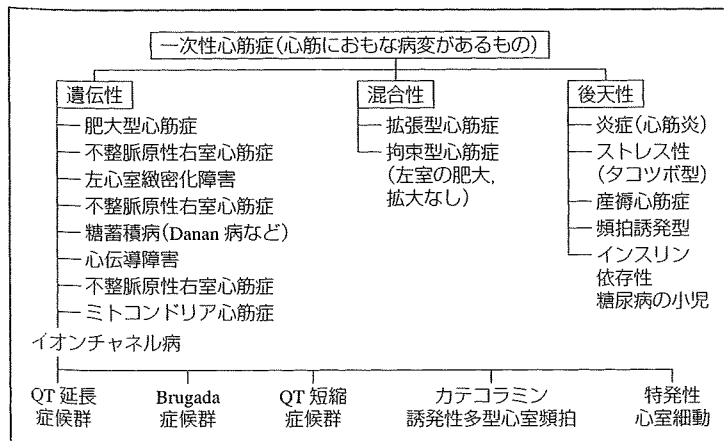 一次性心筋症(心筋におもな病変があるもの)
遺伝性
肥大型心筋症
不整脈原性右室心筋症
左心室緻密化障害
不整脈原性右室心筋症
糖蓄積病(Danan 病など)
心伝導障害
不整脈原性右室心筋症
ミトコンドリア心筋症
イオンチャネル病
混合性
拡張型心筋症
拘束型心筋症
(左室の肥大,
拡大なし)
後天性
炎症(心筋炎)
ストレス性
(タコツボ型)
産褥心筋症
頻拍誘発型
インスリン
依存性
糖尿病の小児
QT 延長
症候群
Brugada
症候群
QT 短縮
症候群
カテコラミン
誘発性多型心室頻拍
特発性
心室細動